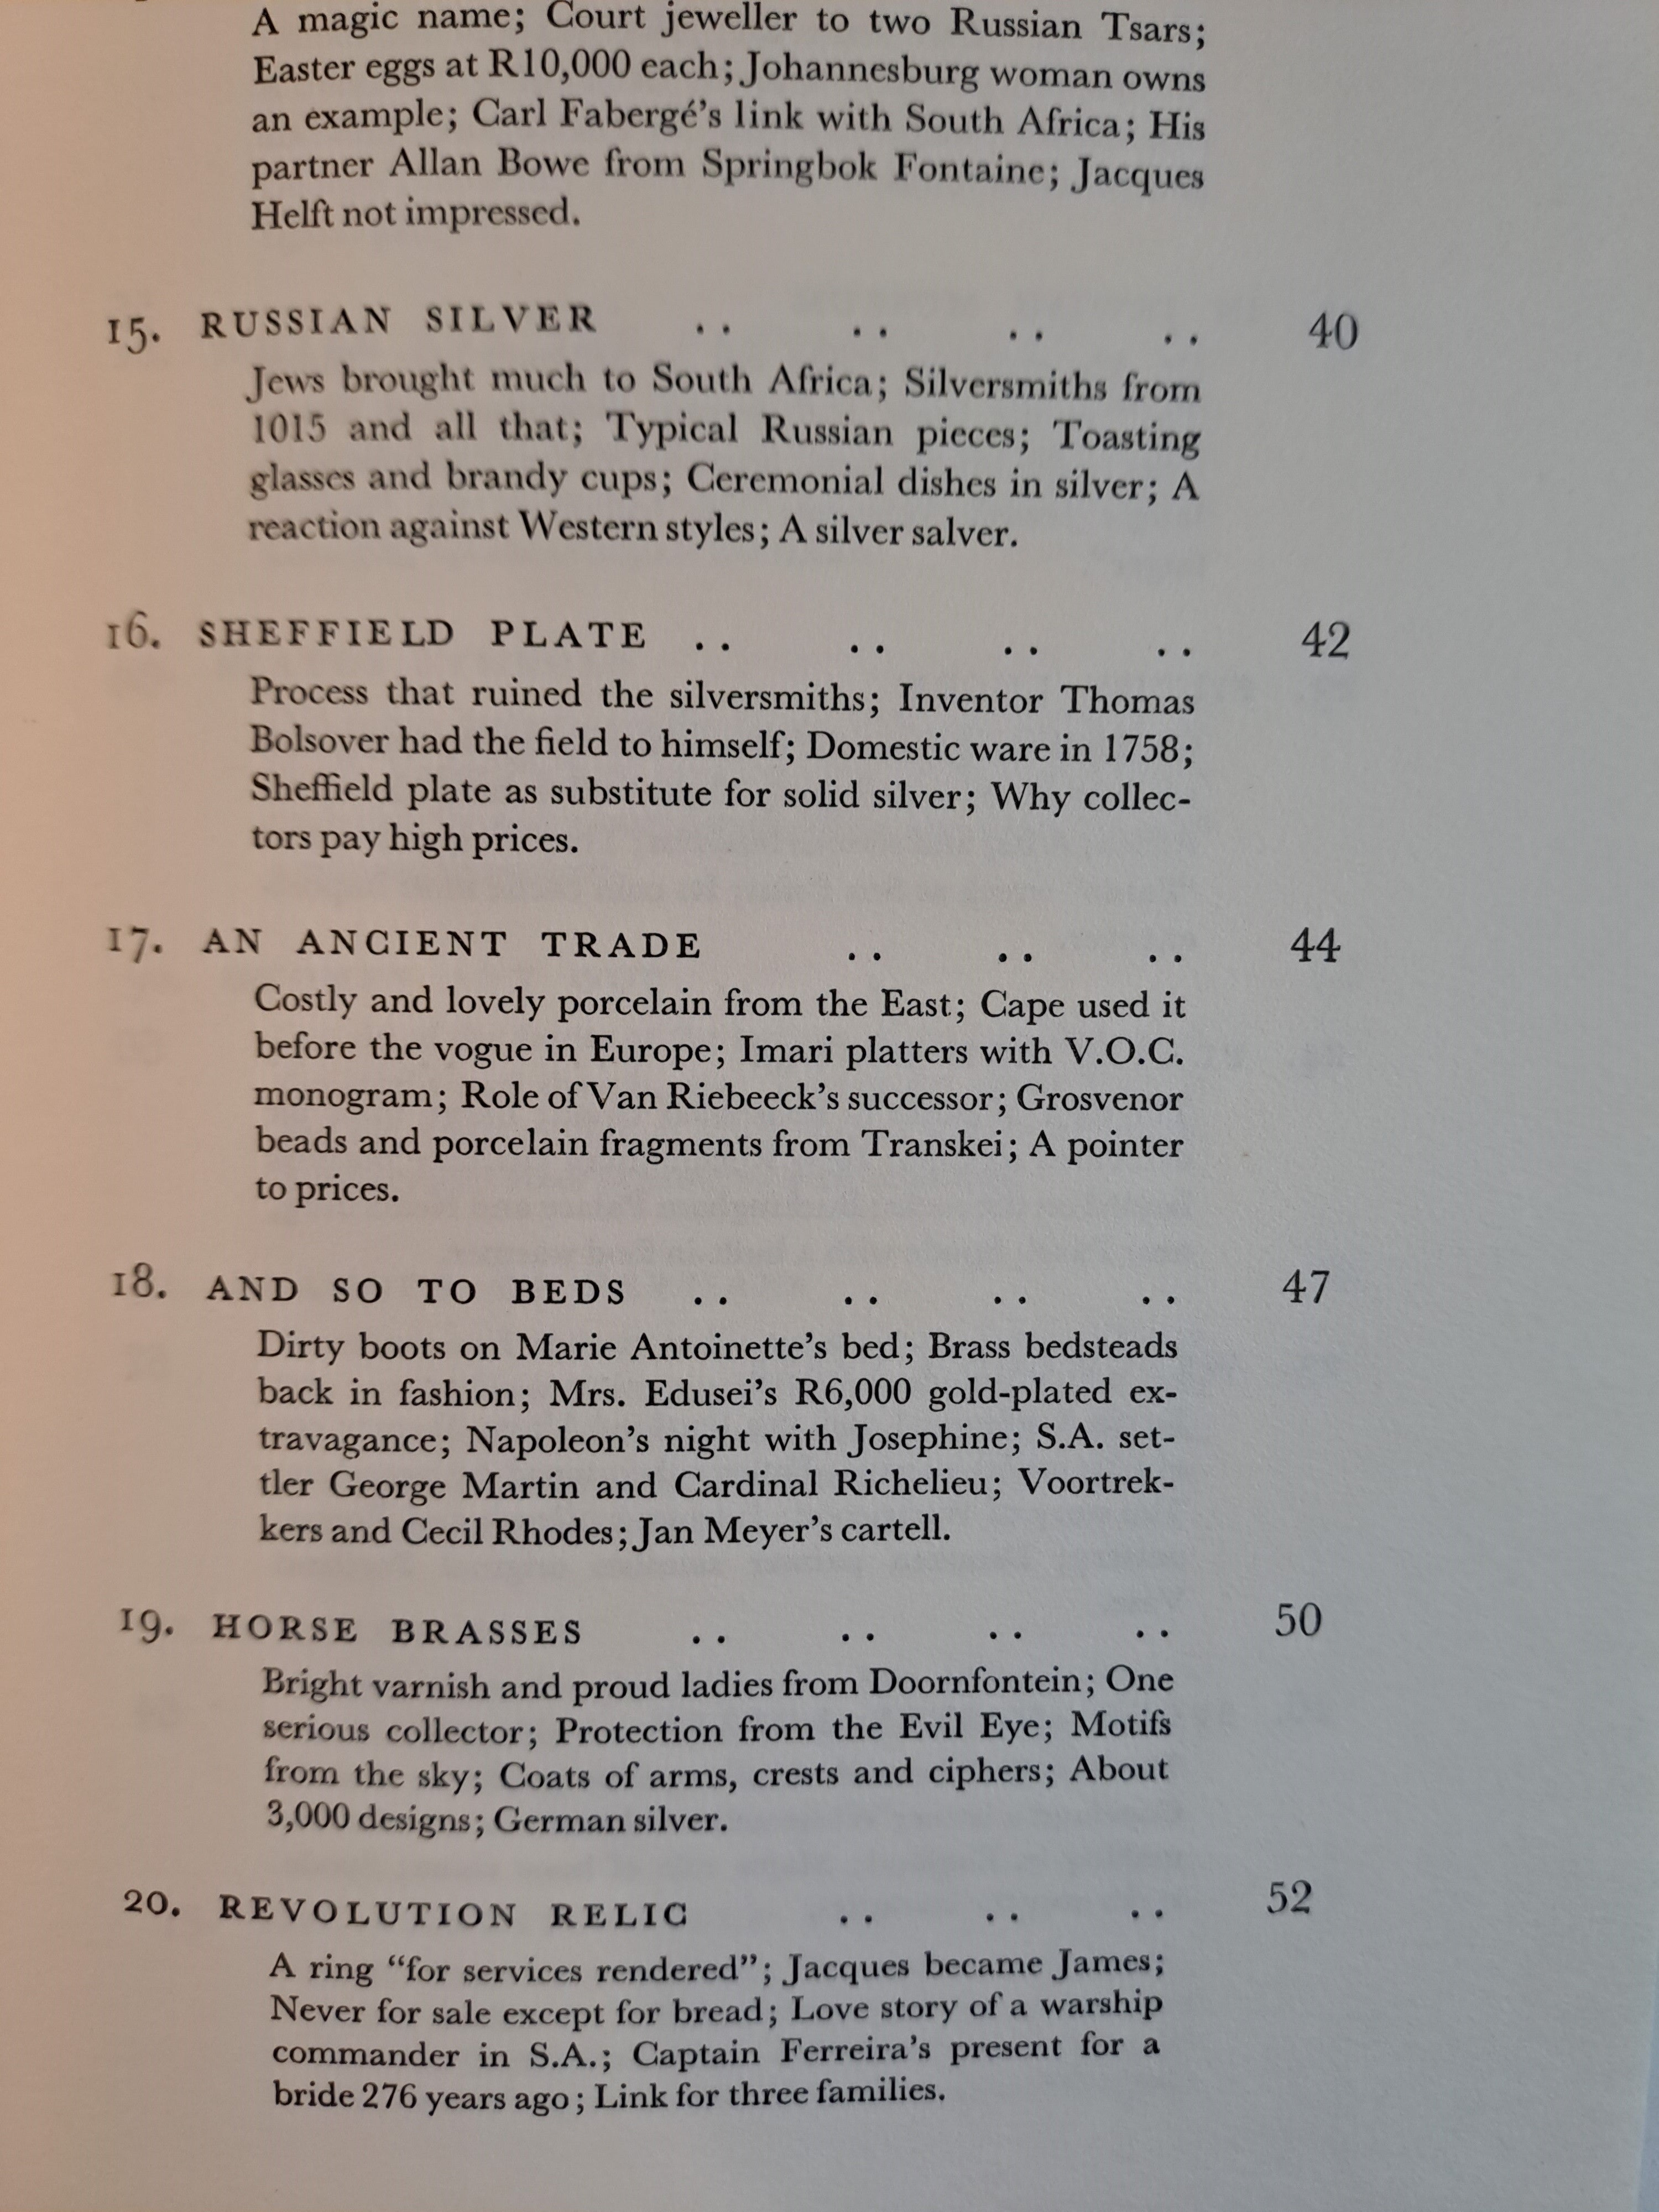 A magic name; Court jeweller to two Russian Tsars;
Easter eggs at R10,000 each; Johannesburg woman owns
an example; Carl Fabergé's link with South Africa; His
partner Allan Bowe from Springbok Fontaine; Jacques
Helft not impressed.
15. RUSSIAN SILVER .. .. .. .. 40
Jews brought much to South Africa; Silversmiths from
1015 and all that; Typical Russian pieces; Toasting
glasses and brandy cups; Ceremonial dishes in silver; A
reaction against Western styles; A silver salver.
16. SHEFFIELD PLATE .. .. .. .. 42
Process that ruined the silversmiths; Inventor Thomas
Bolsover had the field to himself; Domestic ware in 1758;
Sheffield plate as substitute for solid silver; Why collec-
tors pay high prices.
17. AN ANCIENT TRADE .. .. .. 44
Costly and lovely porcelain from the East; Cape used it
before the vogue in Europe; Imari platters with V.O.C.
monogram; Role of Van Riebeeck's successor; Grosvenor
beads and porcelain fragments from Transkei; A pointer
to prices.
18. AND SO TO BEDS .. .. .. .. 47
Dirty boots on Marie Antoinette's bed; Brass bedsteads
back in fashion; Mrs. Edusei's R6,000 gold-plated ex-
travagance; Napoleon's night with Josephine; S.A. set-
tler George Martin and Cardinal Richelieu; Voortrek-
kers and Cecil Rhodes; Jan Meyer's cartell.
19. HORSE BRASSES .. .. .. .. 50
Bright varnish and proud ladies from Doornfontein; One
serious collector; Protection from the Evil Eye; Motifs
from the sky; Coats of arms, crests and ciphers; About
3,000 designs; German silver.
20. REVOLUTION RELIC .. .. .. 52
A ring “for services rendered”; Jacques became James;
Never for sale except for bread; Love story of a warship
commander in S.A.; Captain Ferreira's present for a
bride 276 years ago; Link for three families.